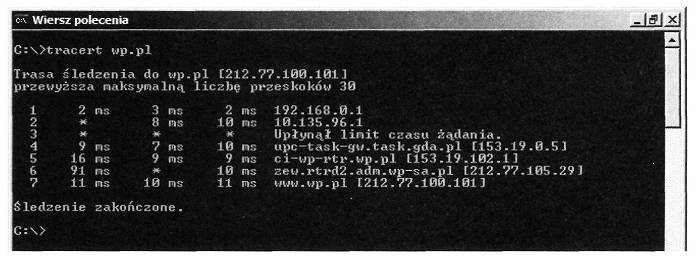 Wiersz polecenia
C:\>tracert wp.pl
Trasa śledzenia do wp.pl [212.77.100.101]
przewyższa maksymalną liczbę przeskoków 30
1 2 ms 3 ms 2 ms 192.168.0.1
2 * 8 ms 10 ms 10.135.96.1
3 * * * Upłynął limit czasu żądania.
4 9 ms 7 ms 10 ms upc-task-gw.task.gda.pl [153.19.0.5]
5 16 ms 9 ms 9 ms ci-wp-rtr.wp.pl [153.19.102.1]
6 91 ms * 10 ms zew.rtrd2.adm.wp-sa.pl [212.77.105.29]
7 11 ms 10 ms 11 ms www.wp.pl [212.77.100.101]
Śledzenie zakończone.
C:\>